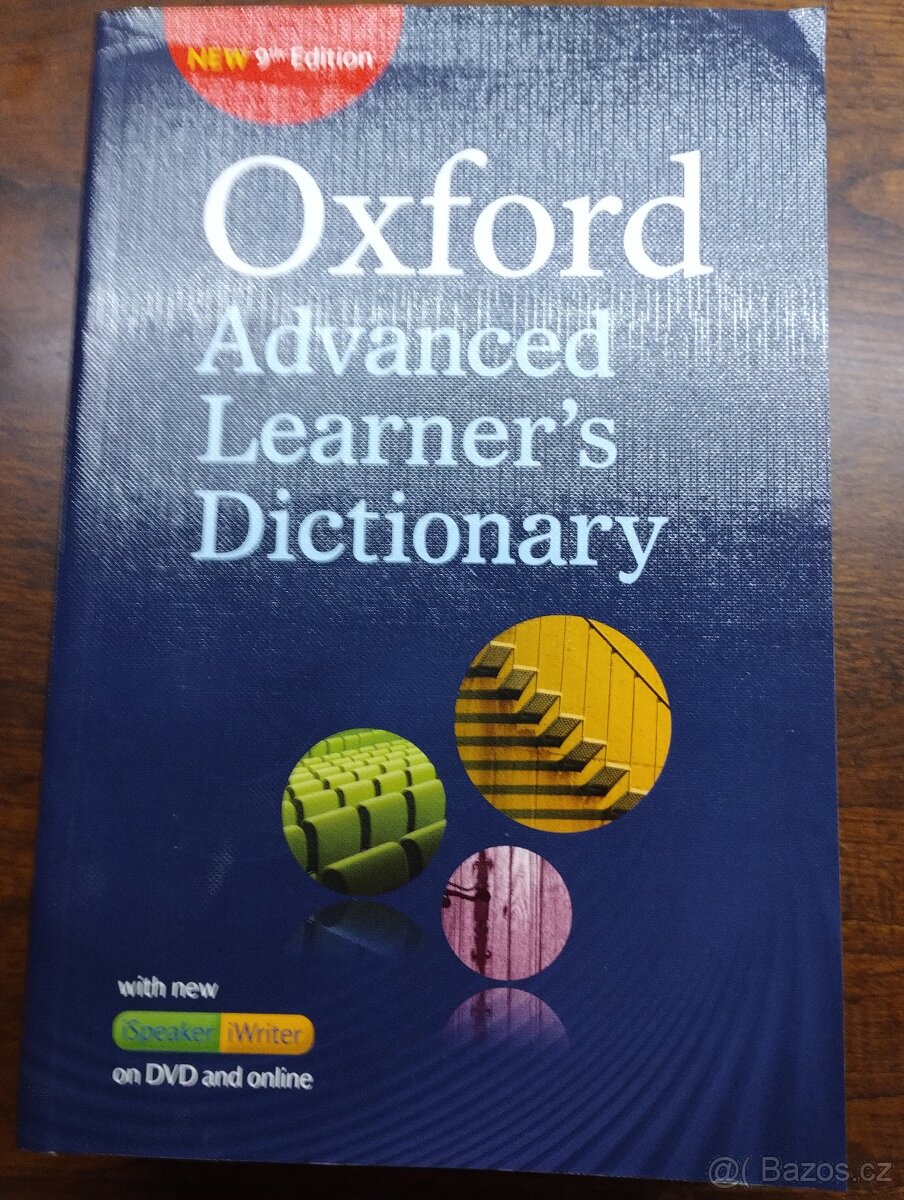 NEW 9th Edition
Oxford
Advanced
Learner's
Dictionary
with new
iSpeaker iWriter
on DVD and online
@( Bazos.cz